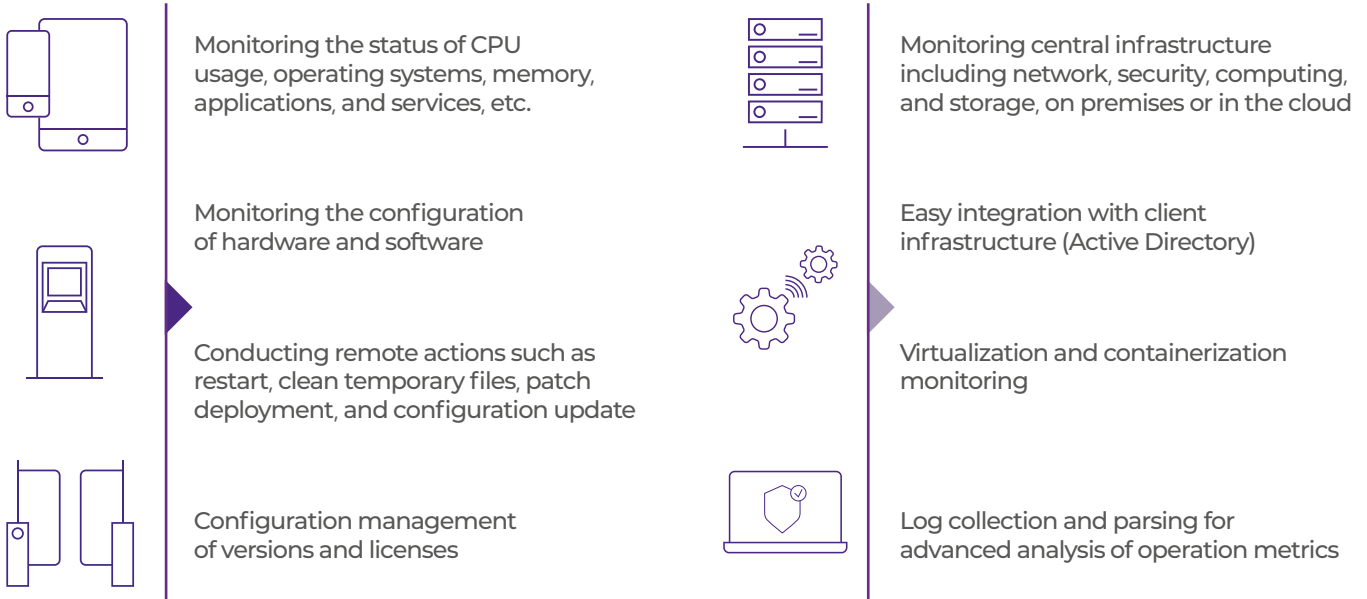 Monitoring the status of CPU
usage, operating systems, memory,
applications, and services, etc.
Monitoring the configuration
of hardware and software
Conducting remote actions such as
restart, clean temporary files, patch
deployment, and configuration update
Configuration management
of versions and licenses
Monitoring central infrastructure
including network, security, computing,
and storage, on premises or in the cloud
Easy integration with client
infrastructure (Active Directory)
Virtualization and containerization
monitoring
Log collection and parsing for
advanced analysis of operation metrics